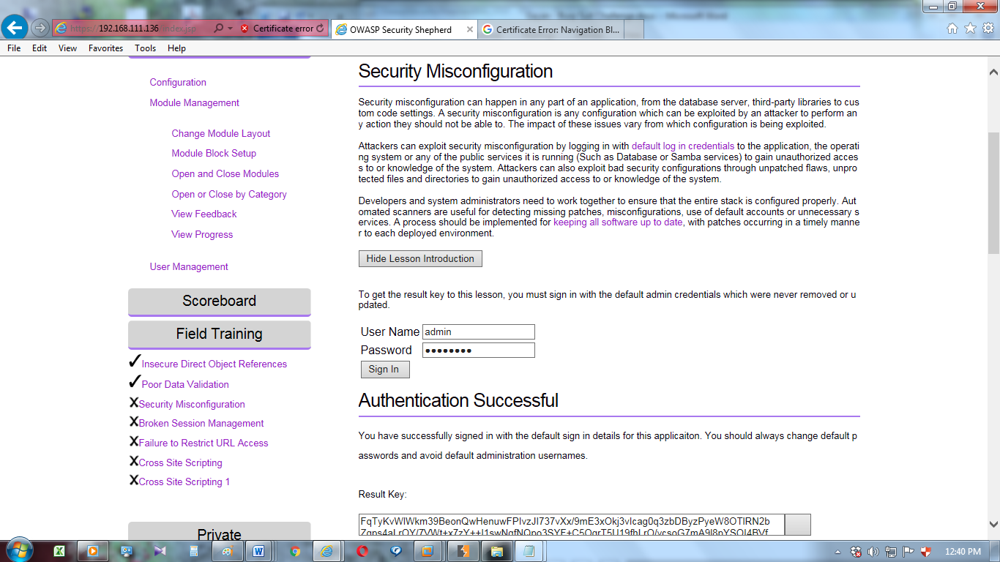 https://192.168.111.136/index.jsp
Certificate error
OWASP Security Shepherd
Certificate Error: Navigation Bl...
File Edit View Favorites Tools Help
Configuration
Module Management
Change Module Layout
Module Block Setup
Open and Close Modules
Open or Close by Category
View Feedback
View Progress
User Management
Scoreboard
Field Training
Insecure Direct Object References
Poor Data Validation
Security Misconfiguration
Broken Session Management
Failure to Restrict URL Access
Cross Site Scripting
Cross Site Scripting 1
Private
Security Misconfiguration
Security misconfiguration can happen in any part of an application, from the database server, third-party libraries to cus
tom code settings. A security misconfiguration is any configuration which can be exploited by an attacker to perform an
y action they should not be able to. The impact of these issues vary from which configuration is being exploited.
Attackers can exploit security misconfiguration by logging in with default log in credentials to the application, the operati
ng system or any of the public services it is running (Such as Database or Samba services) to gain unauthorized acces
s to or knowledge of the system. Attackers can also exploit bad security configurations through unpatched flaws, unpro
tected files and directories to gain unauthorized access to or knowledge of the system.
Developers and system administrators need to work together to ensure that the entire stack is configured properly. Aut
omated scanners are useful for detecting missing patches, misconfigurations, use of default accounts or unnecessary s
ervices. A process should be implemented for keeping all software up to date, with patches occurring in a timely manne
r to each deployed environment.
Hide Lesson Introduction
To get the result key to this lesson, you must sign in with the default admin credentials which were never removed or u
pdated.
User Name admin
Password
Sign In
Authentication Successful
You have successfully signed in with the default sign in details for this applicaiton. You should always change default p
asswords and avoid default administration usernames.
Result Key:
12:40 PM